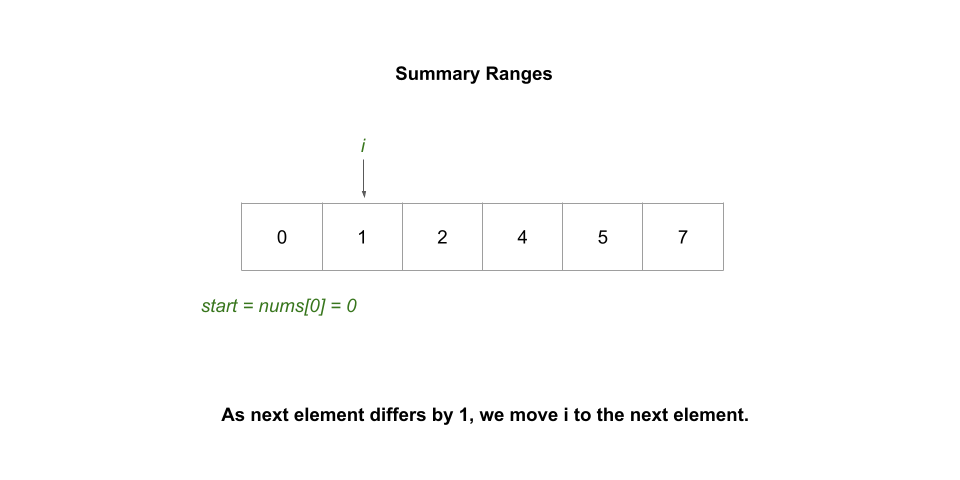 Summary Ranges
i
0 1 2 4 5 7
start = nums[0] = 0
As next element differs by 1, we move i to the next element.